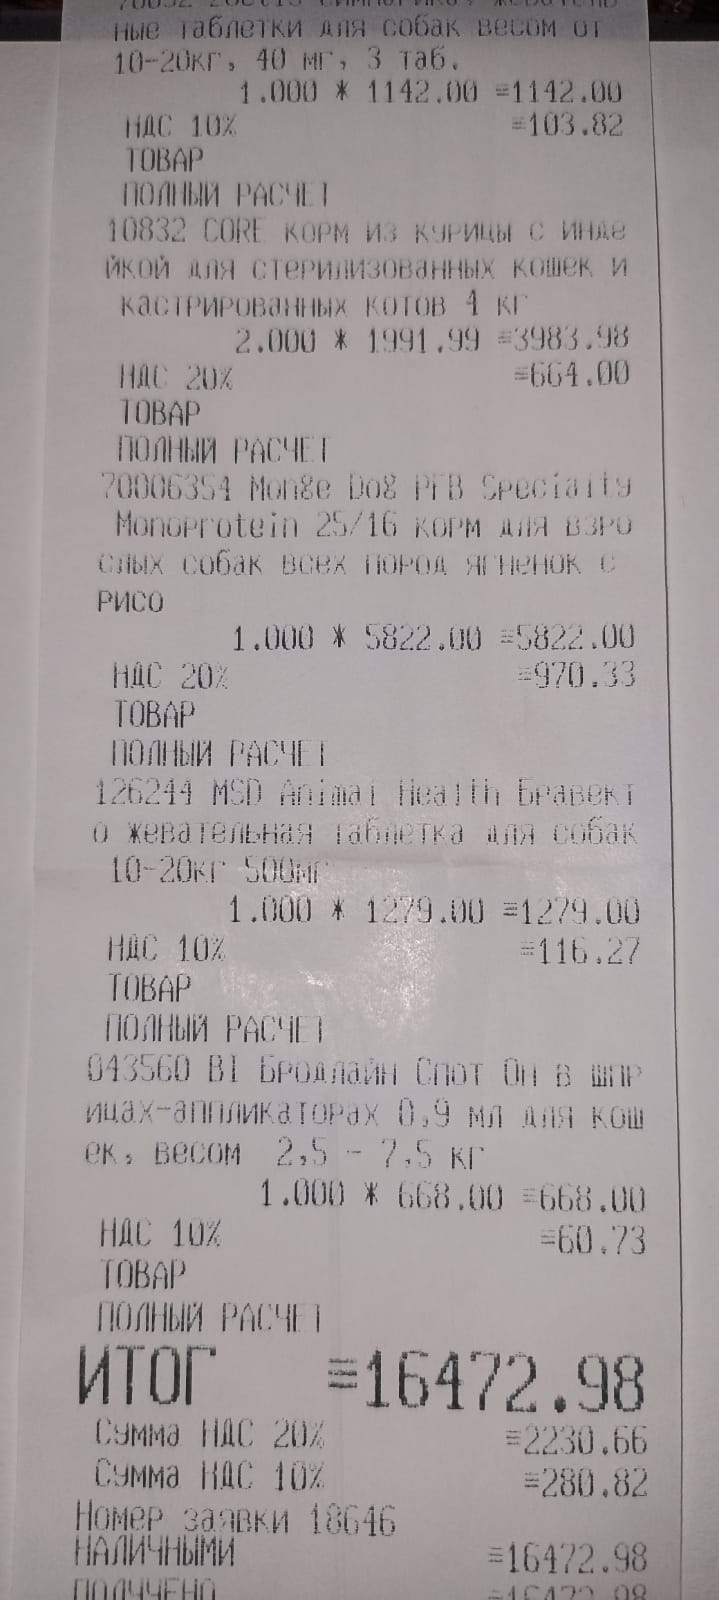 70032 Zoetis Симпарика, жеватель
ные таблетки для собак весом от
10-20кг, 40 мг, 3 таб.
1.000 * 1142.00 =1142.00
НДС 10% =103.82
ТОВАР
ПОЛНЫЙ РАСЧЕТ
10832 CORE корм из курицы с инде
йкой для стерилизованных кошек и
кастрированных котов 4 кг
2.000 * 1991.99 =3983.98
НДС 20% =664.00
ТОВАР
ПОЛНЫЙ РАСЧЕТ
70006354 Monge Dog PFB Specialty
Monoprotein 25/16 корм для взро
слых собак всех пород ягненок с
рисо
1.000 * 5822.00 =5822.00
НДС 20% =970.33
ТОВАР
ПОЛНЫЙ РАСЧЕТ
126244 MSD Animal Health Бравект
о жевательная таблетка для собак
10-20кг 500мг
1.000 * 1279.00 =1279.00
НДС 10% =116.27
ТОВАР
ПОЛНЫЙ РАСЧЕТ
043560 BI Бродлайн Спот Он в шпр
ицах-аппликаторах 0,9 мл для кош
ек, весом 2,5 - 7,5 кг
1.000 * 668.00 =668.00
НДС 10% =60.73
ТОВАР
ПОЛНЫЙ РАСЧЕТ
ИТОГ =16472.98
Сумма НДС 20% =2230.66
Сумма НДС 10% =280.82
Номер заявки 18646
НАЛИЧНЫМИ =16472.98
ПОЛУЧЕНО =16472.98